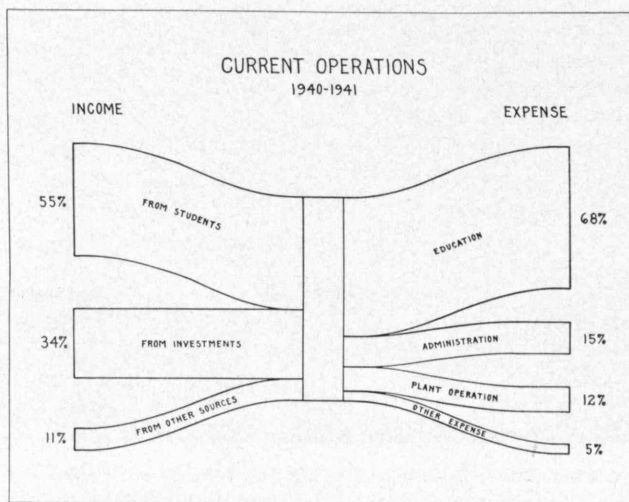 CURRENT OPERATIONS
1940-1941
INCOME
EXPENSE
55%
FROM STUDENTS
34%
FROM INVESTMENTS
11%
FROM OTHER SOURCES
EDUCATION
68%
ADMINISTRATION
15%
PLANT OPERATION
12%
OTHER EXPENSE
5%